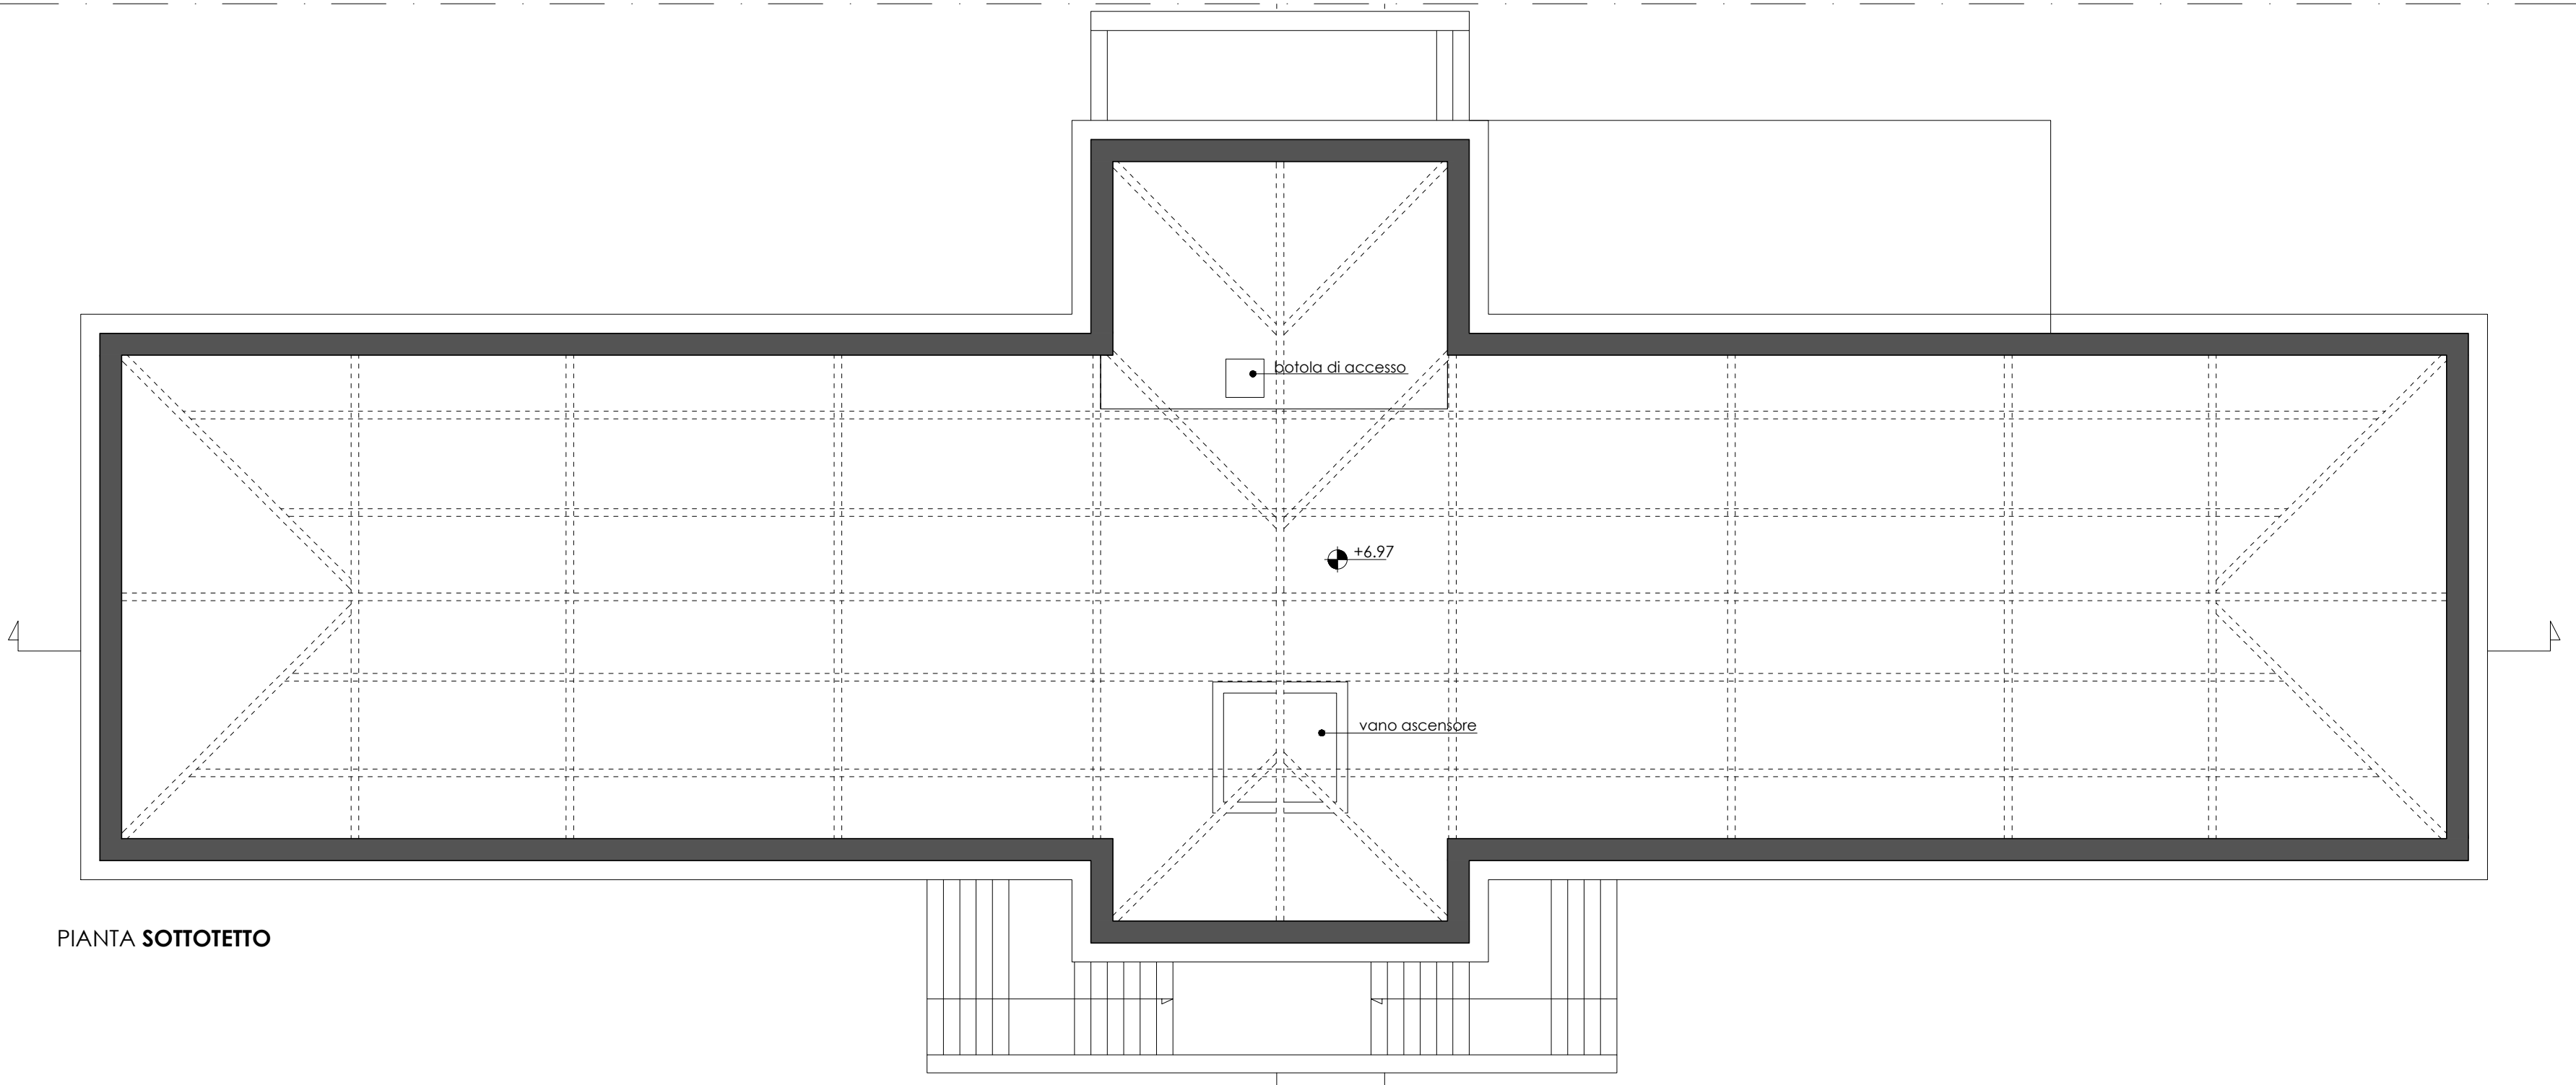 botola di accesso
+6.97
vano ascensore
PIANTA SOTTOTETTO